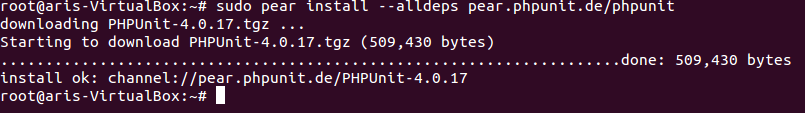 root@aris-VirtualBox:~# sudo pear install --alldeps pear.phpunit.de/phpunit
downloading PHPUnit-4.0.17.tgz ...
Starting to download PHPUnit-4.0.17.tgz (509,430 bytes)
.....................................................................done: 509,430 bytes
install ok: channel://pear.phpunit.de/PHPUnit-4.0.17
root@aris-VirtualBox:~#